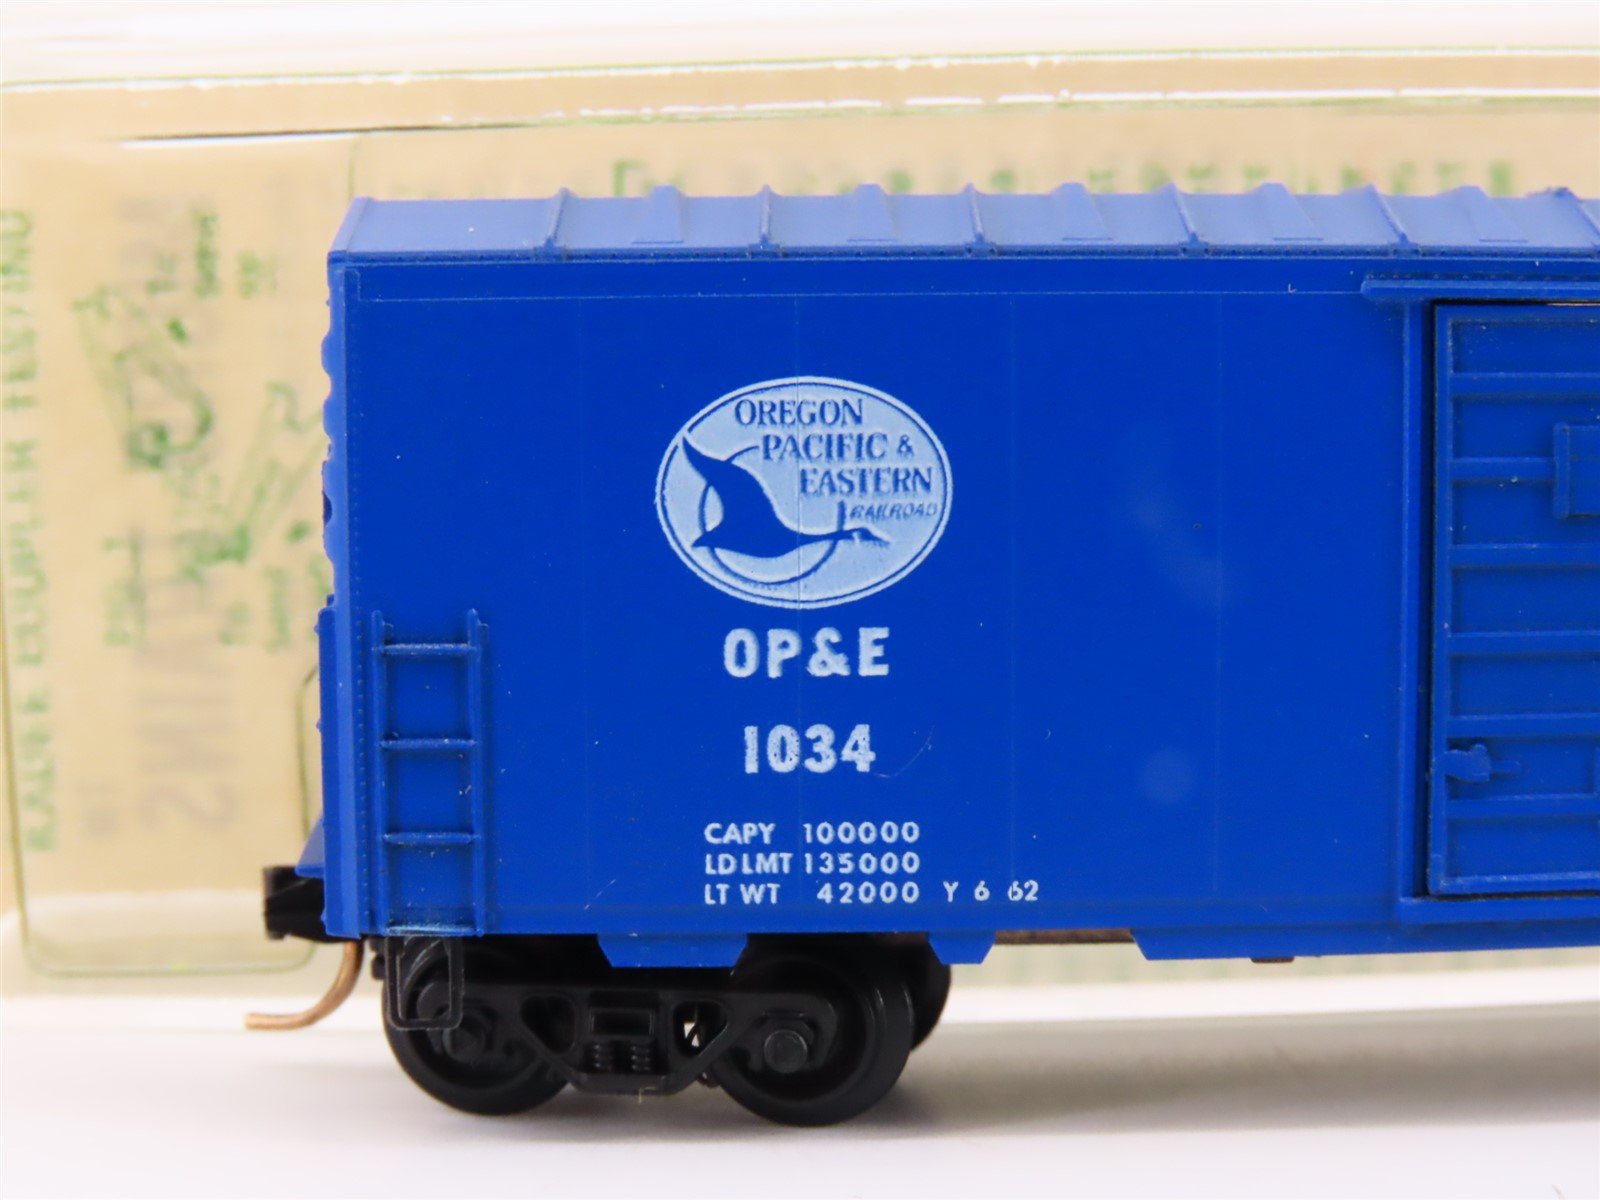 OREGON
PACIFIC &
EASTERN
RAILROAD
OP&E
1034
CAPY 100000
LD LMT 135000
LT WT 42000 Y 6 62